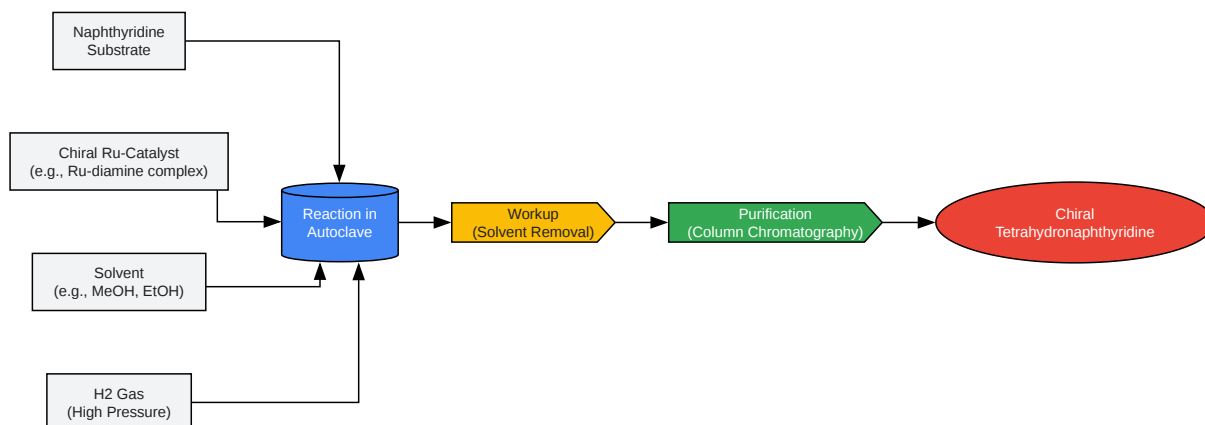 Naphthyridine
Substrate
Chiral Ru-Catalyst
(e.g., Ru-diamine complex)
Solvent
(e.g., MeOH, EtOH)
H2 Gas
(High Pressure)
Reaction in
Autoclave
Workup
(Solvent Removal)
Purification
(Column Chromatography)
Chiral
Tetrahydronaphthyridine